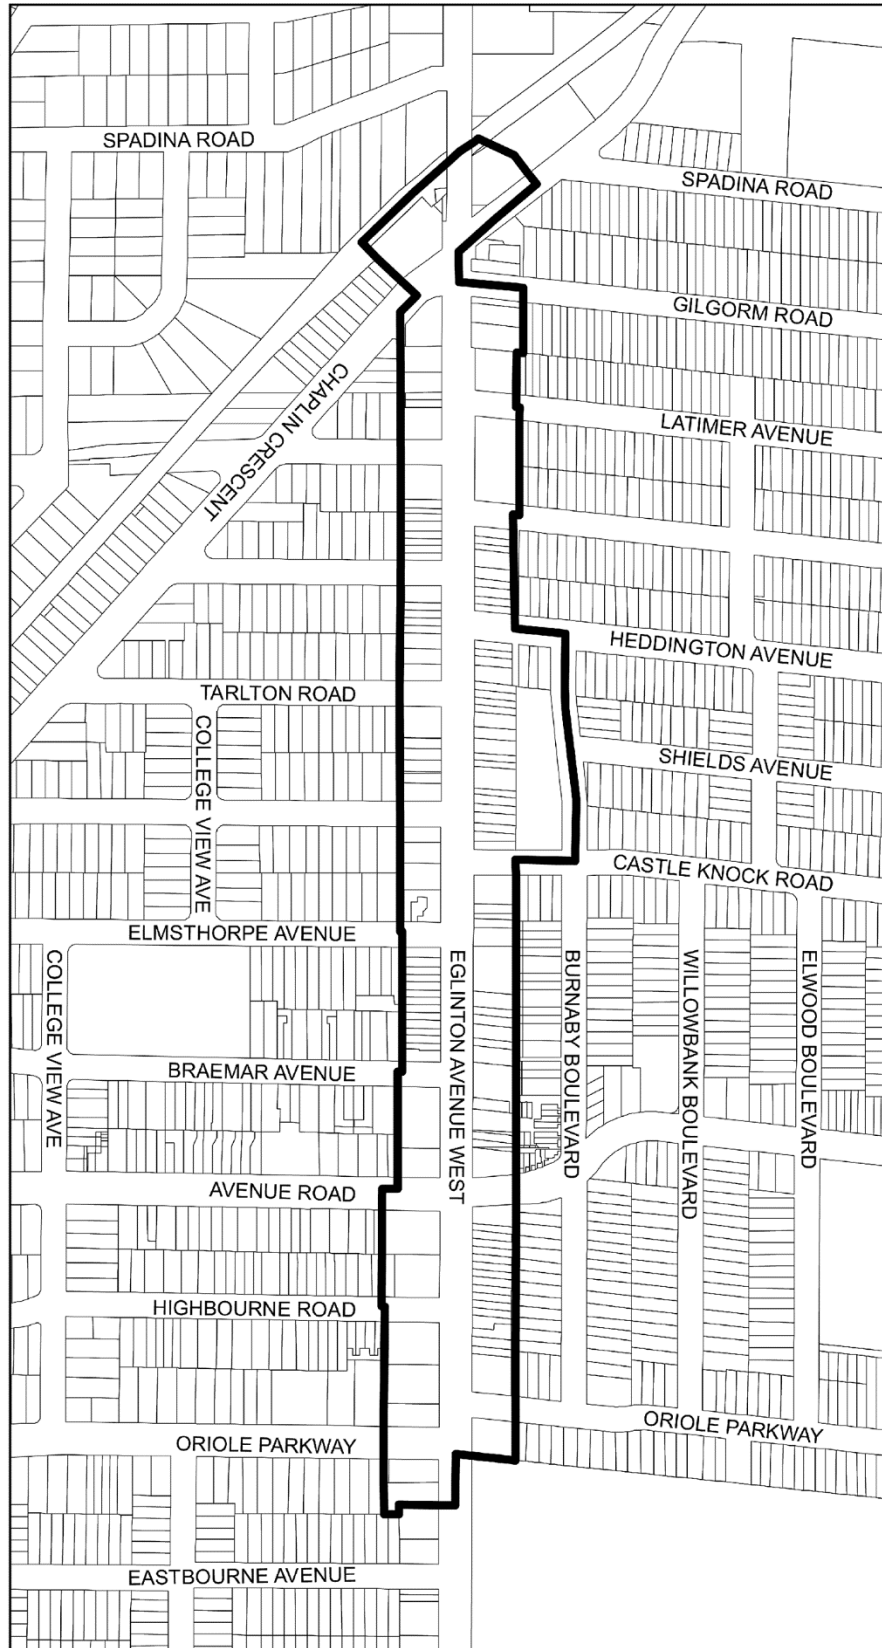 SPADINA ROAD
SPADINA ROAD
GILGORM ROAD
CHAPLIN CRESCENT
LATIMER AVENUE
HEDDINGTON AVENUE
TARLTON ROAD
COLLEGE VIEW AVE
SHIELDS AVENUE
CASTLE KNOCK ROAD
ELMSTHORPE AVENUE
COLLEGE VIEW AVE
EGLINTON AVENUE WEST
BURNABY BOULEVARD
WILLOWBANK BOULEVARD
ELWOOD BOULEVARD
BRAEMAR AVENUE
AVENUE ROAD
HIGHBOURNE ROAD
ORIOLE PARKWAY
ORIOLE PARKWAY
EASTBOURNE AVENUE